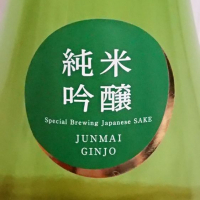 純米
吟醸
Special Brewing Japanese SAKE
JUNMAI
GINJO